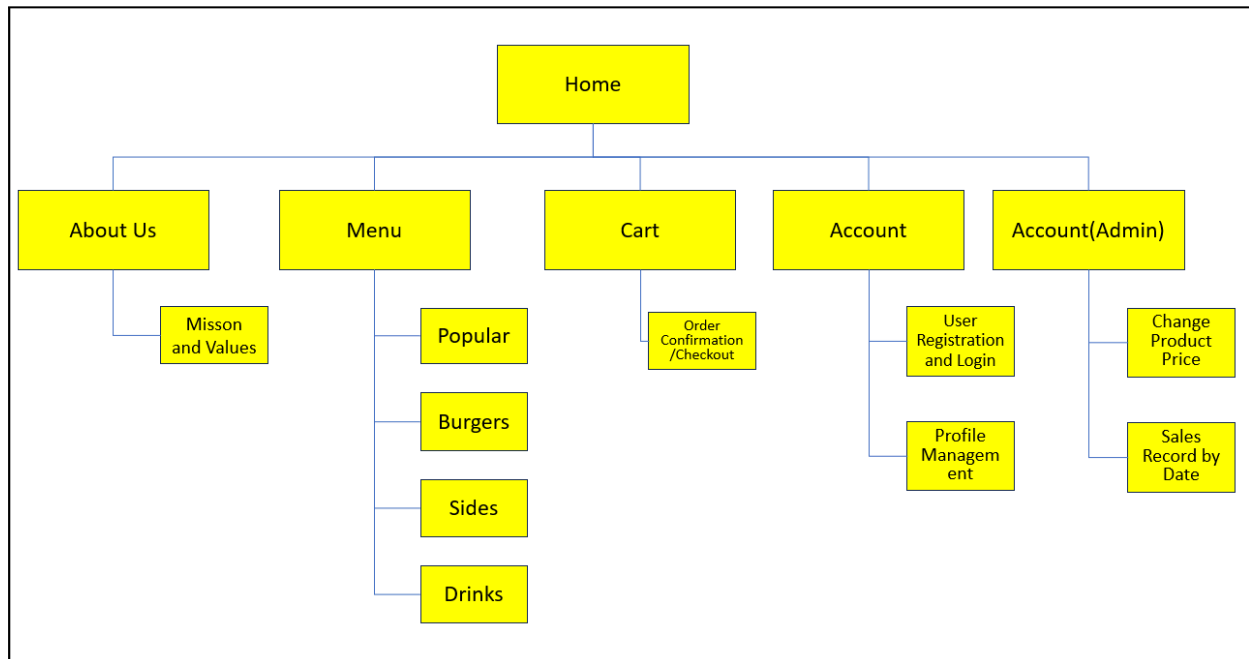 Home
About Us
Menu
Cart
Account
Account(Admin)
Misson
and Values
Popular
Burgers
Sides
Drinks
Order
Confirmation
/Checkout
User
Registration
and Login
Profile
Managem
ent
Change
Product
Price
Sales
Record by
Date